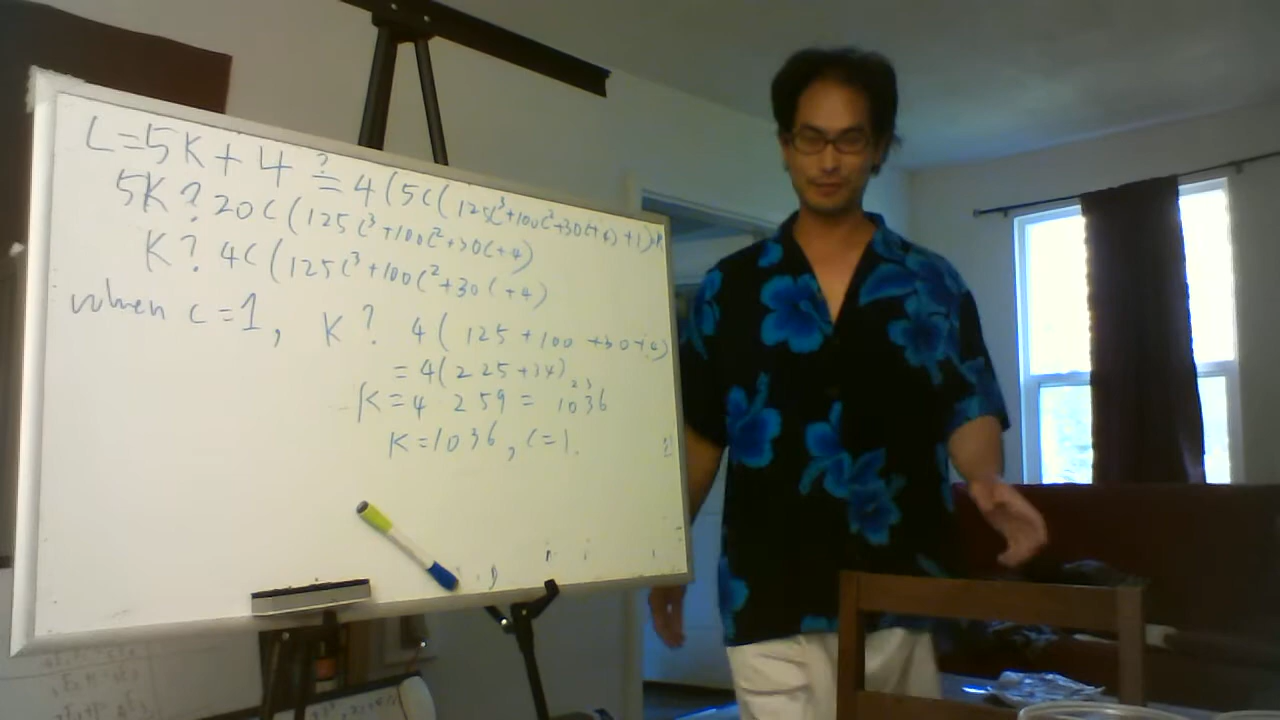 L=5K+4 ?= 4(5c(125c³+100c²+30c+4)+1)
5K ? 20c(125c³+100c²+30c+4)
K ? 4c(125c³+100c²+30c+4)
when c=1, K ? 4(125+100+30+4)
=4(225+34)
K=4 259 = 1036
K=1036, c=1.